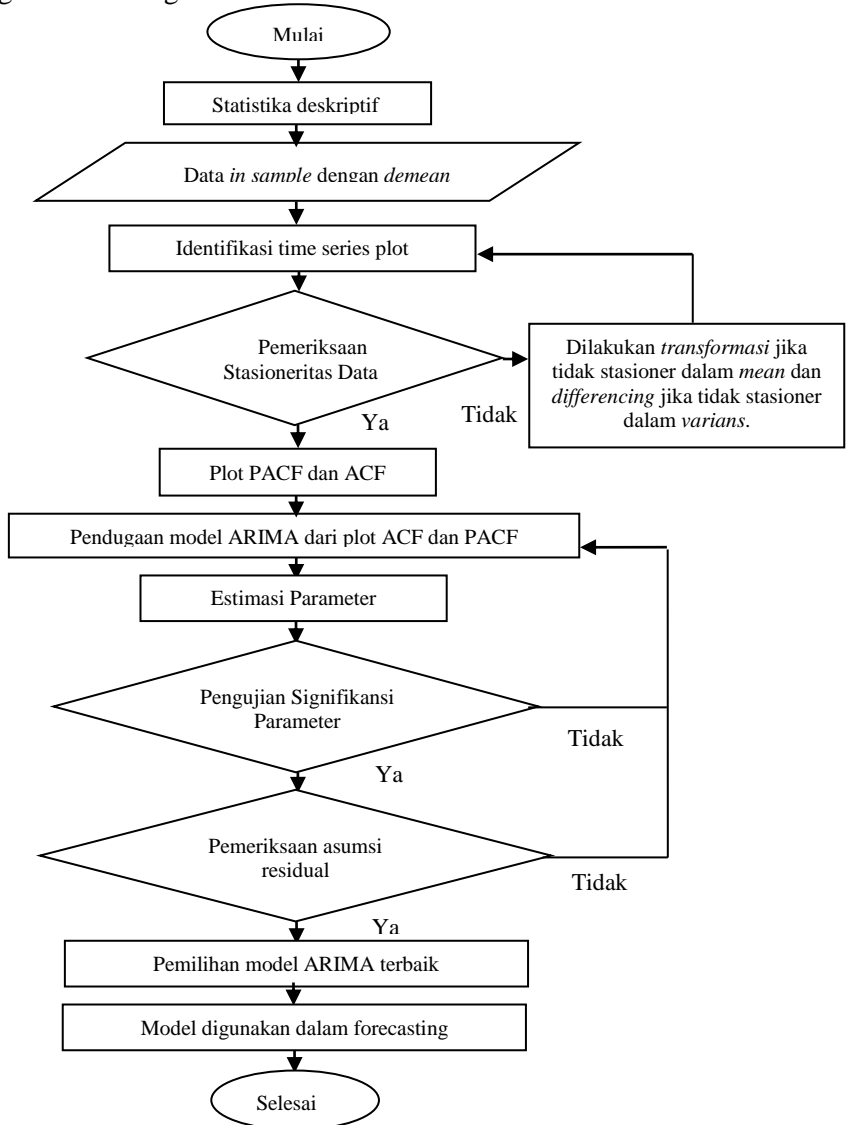 Mulai
Statistika deskriptif
Data in sample dengan demean
Identifikasi time series plot
Pemeriksaan
Stasioneritas Data
Dilakukan transformasi jika
tidak stasioner dalam mean dan
differencing jika tidak stasioner
dalam varians.
Ya
Tidak
Plot PACF dan ACF
Pendugaan model ARIMA dari plot ACF dan PACF
Estimasi Parameter
Pengujian Signifikansi
Parameter
Tidak
Ya
Pemeriksaan asumsi
residual
Tidak
Ya
Pemilihan model ARIMA terbaik
Model digunakan dalam forecasting
Selesai